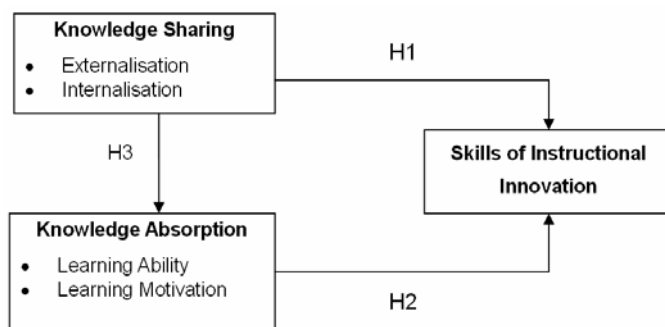 Knowledge Sharing
• Externalisation
• Internalisation
H1
H3
Skills of Instructional
Innovation
Knowledge Absorption
• Learning Ability
• Learning Motivation
H2